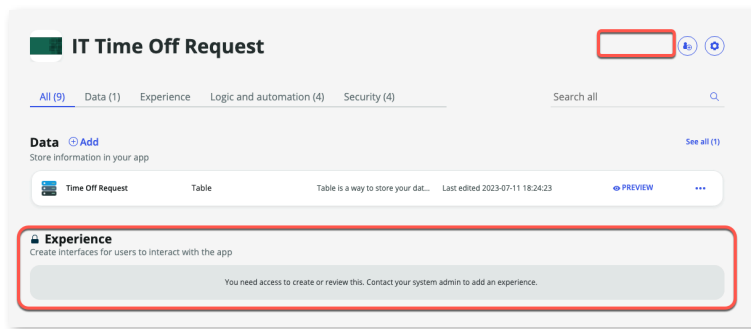 IT Time Off Request
All (9) Data (1) Experience Logic and automation (4) Security (4) Search all
Data Add See all (1)
Store information in your app
Time Off Request Table Table is a way to store your dat... Last edited 2023-07-11 18:24:23 PREVIEW
Experience
Create interfaces for users to interact with the app
You need access to create or review this. Contact your system admin to add an experience.